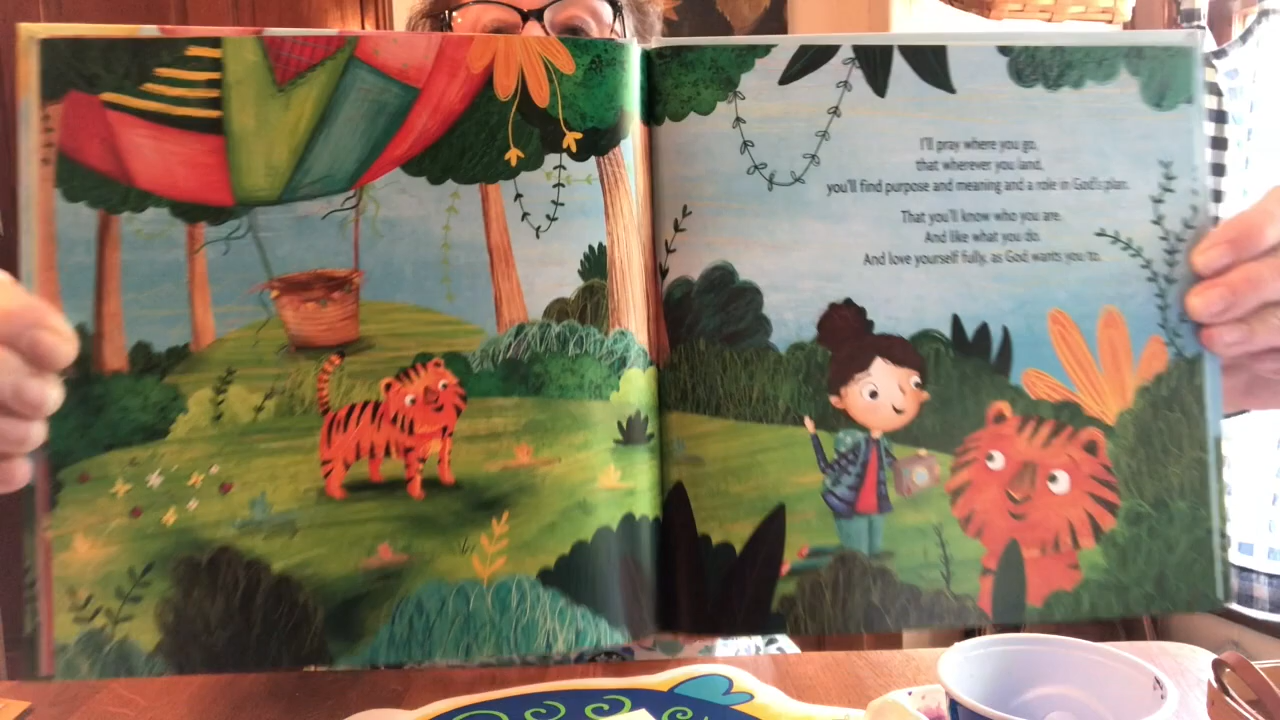 I'll pray where you go,
that wherever you land,
you'll find purpose and meaning and a role in God's plan.
That you'll know who you are.
And like what you do.
And love yourself fully, as God wants you to.